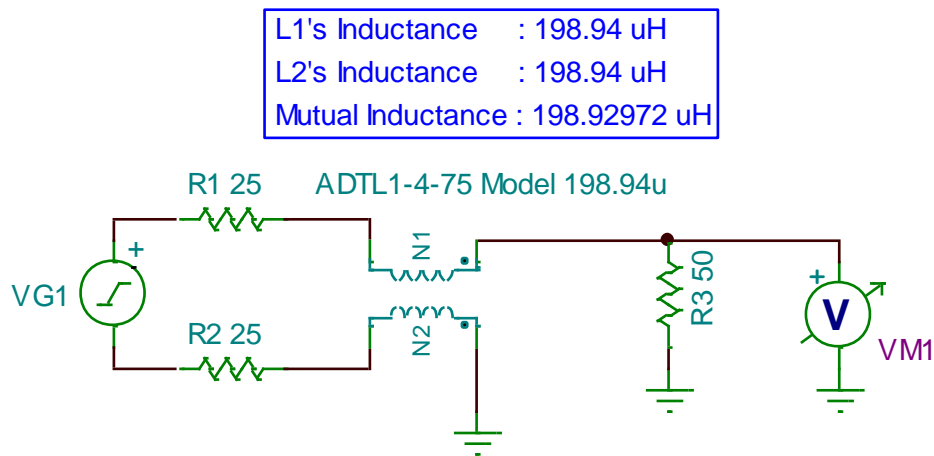 L1's Inductance : 198.94 uH
L2's Inductance : 198.94 uH
Mutual Inductance : 198.92972 uH
R1 25
ADTL1-4-75 Model 198.94u
N1
+
VG1
R3 50
+
V
R2 25
N2
VM1